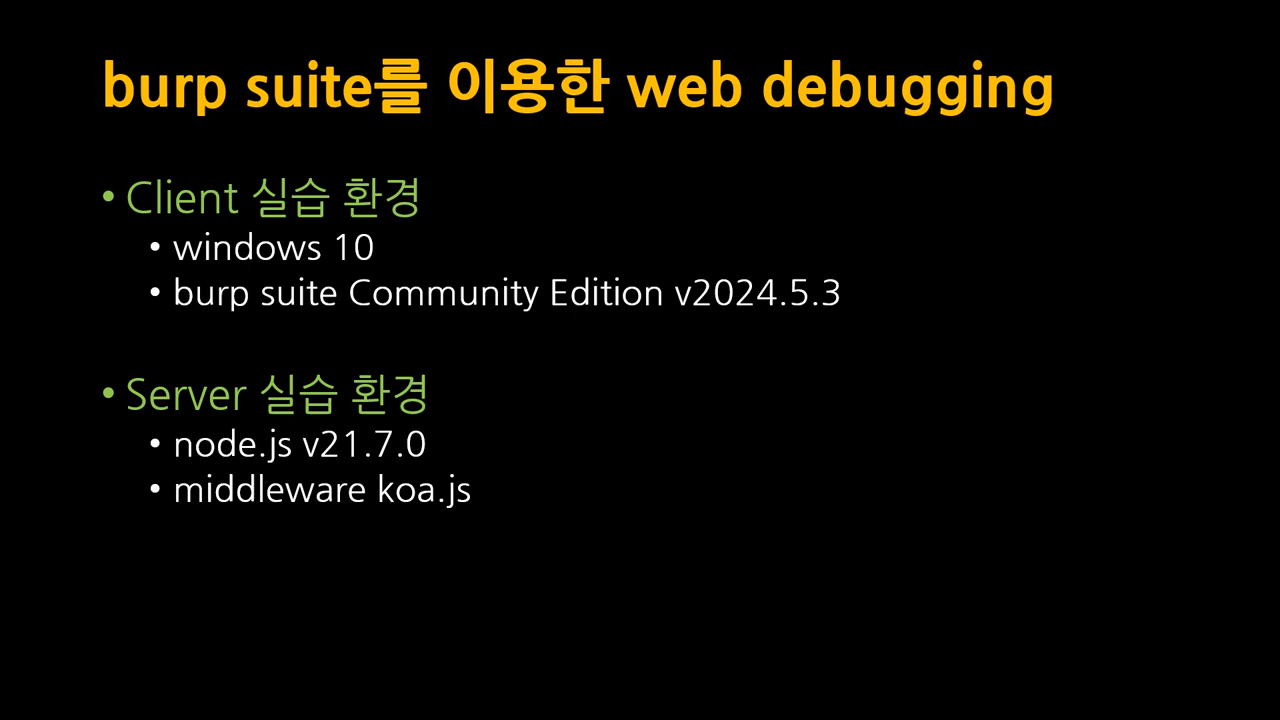 burp suite를 이용한 web debugging
• Client 실습 환경
• windows 10
• burp suite Community Edition v2024.5.3
• Server 실습 환경
• node.js v21.7.0
• middleware koa.js